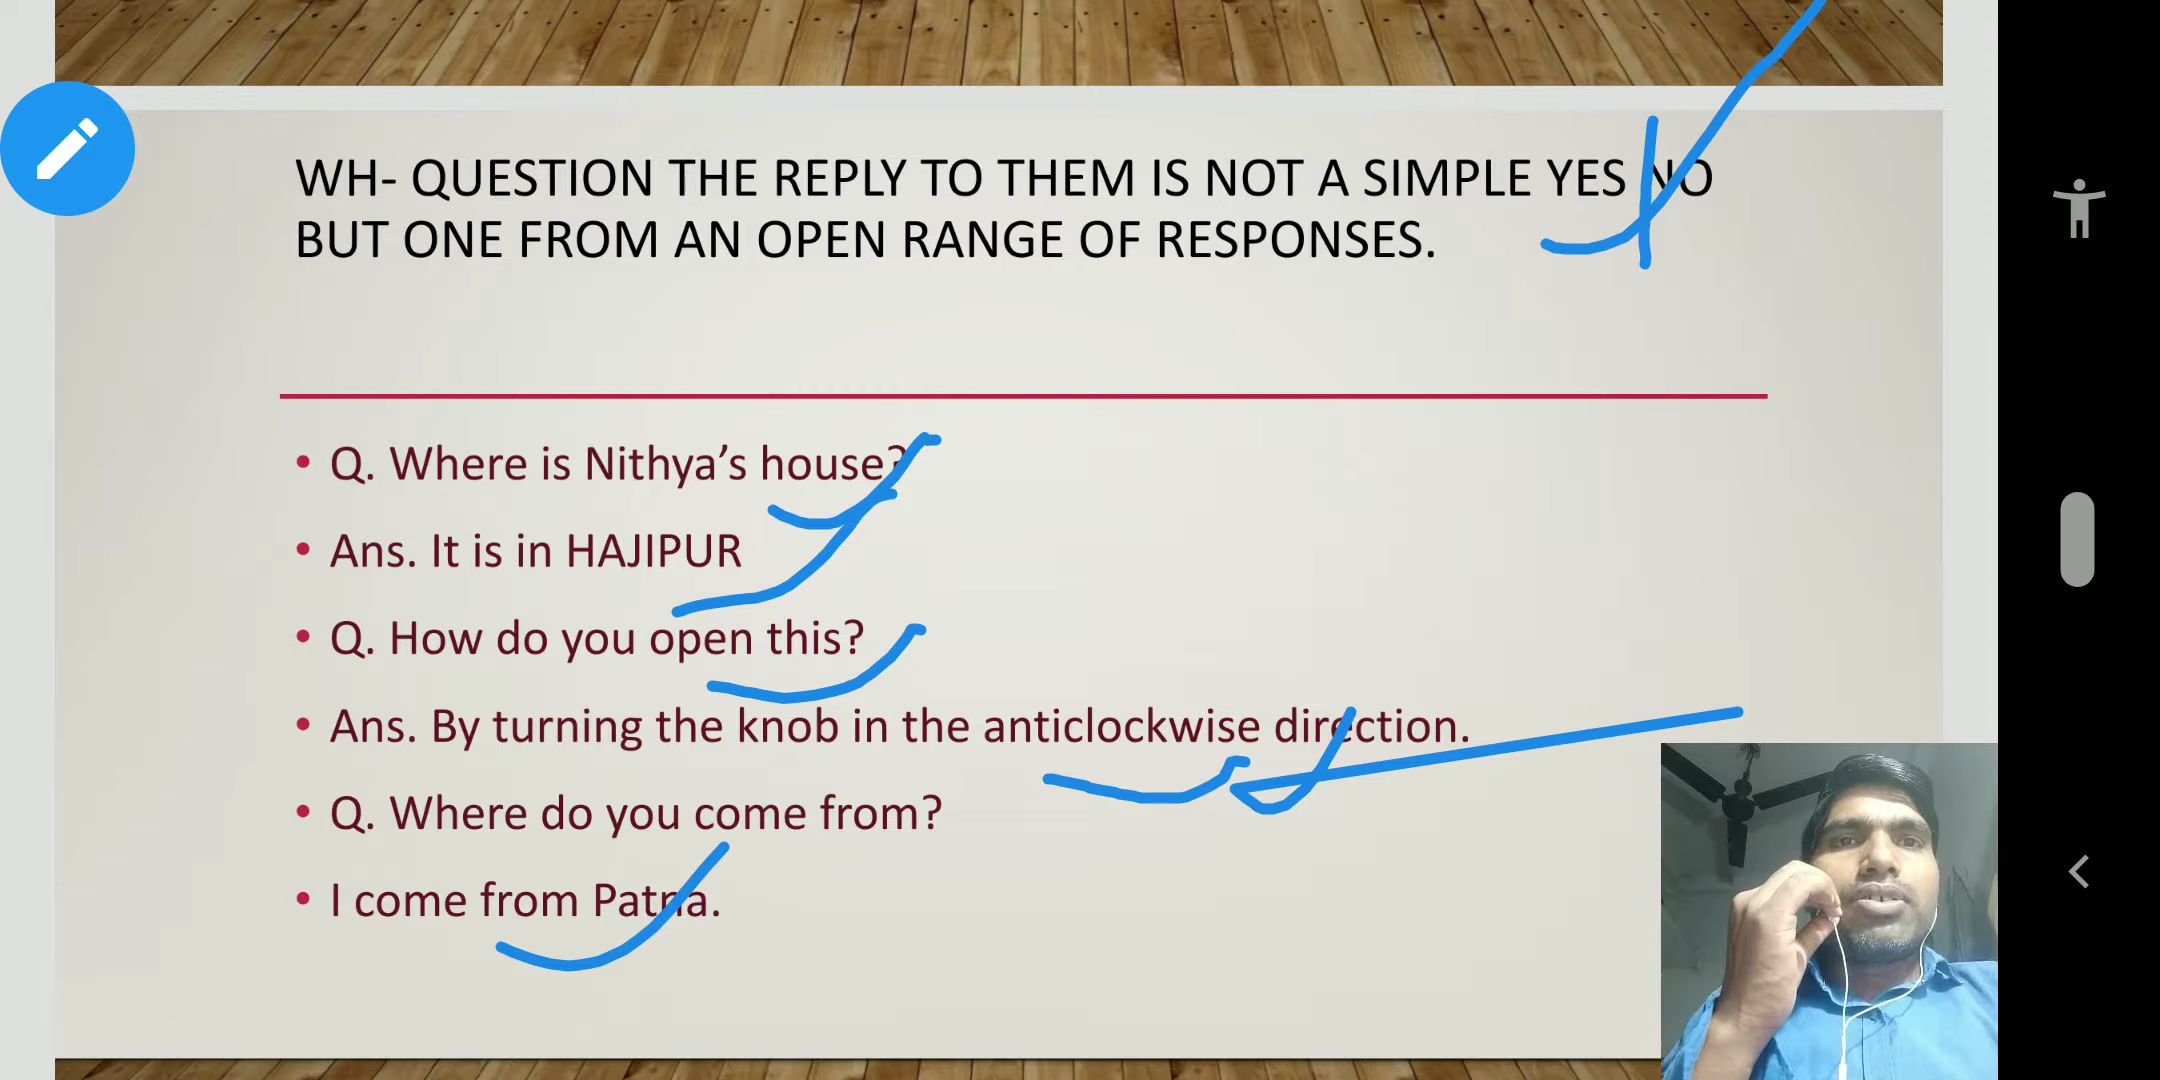 WH- QUESTION THE REPLY TO THEM IS NOT A SIMPLE YES NO
BUT ONE FROM AN OPEN RANGE OF RESPONSES.
• Q. Where is Nithya’s house?
• Ans. It is in HAJIPUR
• Q. How do you open this?
• Ans. By turning the knob in the anticlockwise direction.
• Q. Where do you come from?
• I come from Patna.